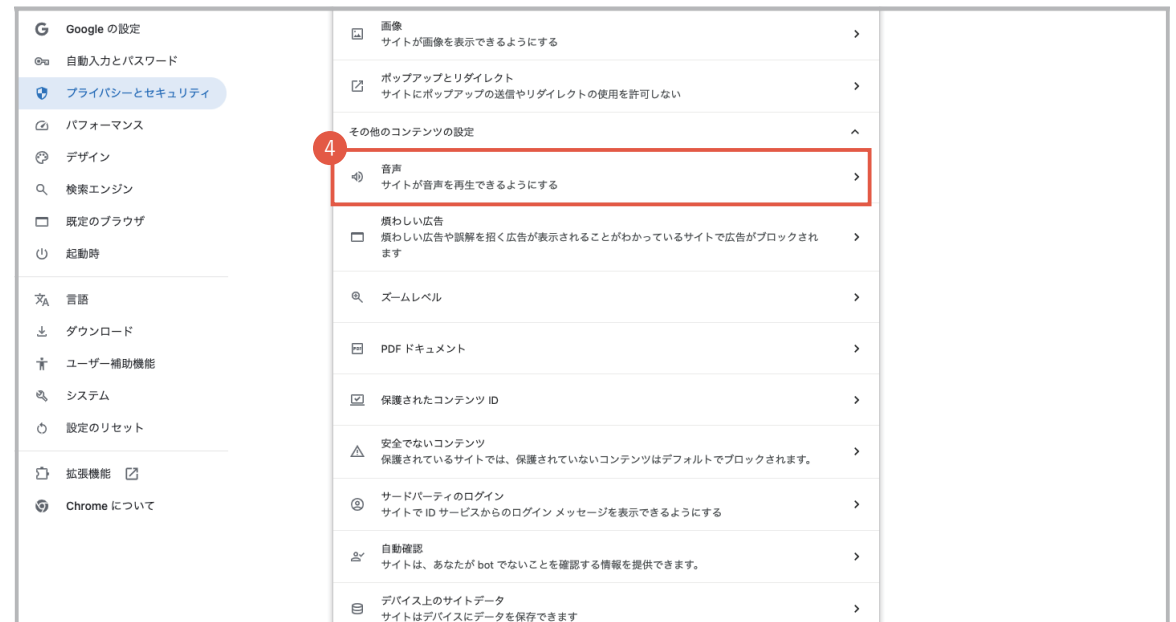 Google の設定
自動入力とパスワード
プライバシーとセキュリティ
パフォーマンス
デザイン
検索エンジン
既定のブラウザ
起動時
言語
ダウンロード
ユーザー補助機能
システム
設定のリセット
拡張機能
Chrome について
画像
サイトが画像を表示できるようにする
ポップアップとリダイレクト
サイトにポップアップの送信やリダイレクトの使用を許可しない
その他のコンテンツの設定
4
音声
サイトが音声を再生できるようにする
煩わしい広告
煩わしい広告や誤解を招く広告が表示されることがわかっているサイトで広告がブロックされ
ます
ズームレベル
PDF ドキュメント
保護されたコンテンツ ID
安全でないコンテンツ
保護されているサイトでは、保護されていないコンテンツはデフォルトでブロックされます。
サードパーティのログイン
サイトで ID サービスからのログイン メッセージを表示できるようにする
自動確認
サイトは、あなたが bot でないことを確認する情報を提供できます。
デバイス上のサイトデータ
サイトはデバイスにデータを保存できます